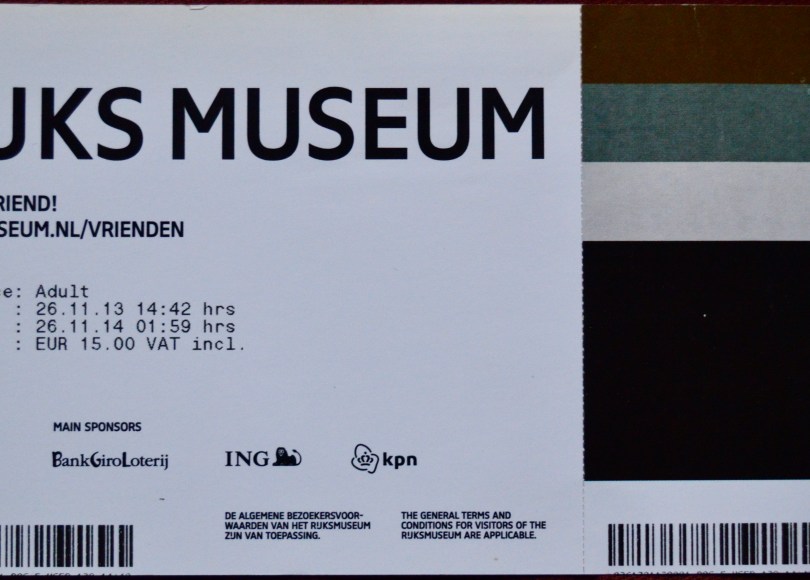 JKS MUSEUM
RIEND!
SEUM.NL/VRIENDEN
e: Adult
: 26.11.13 14:42 hrs
: 26.11.14 01:59 hrs
: EUR 15.00 VAT incl.
MAIN SPONSORS
BankGiroLoterij
ING
kpn
DE ALGEMENE BEZOEKERSVOOR-
WAARDEN VAN HET RIJKSMUSEUM
ZIJN VAN TOEPASSING.
THE GENERAL TERMS AND
CONDITIONS FOR VISITORS OF THE
RIJKSMUSEUM ARE APPLICABLE.